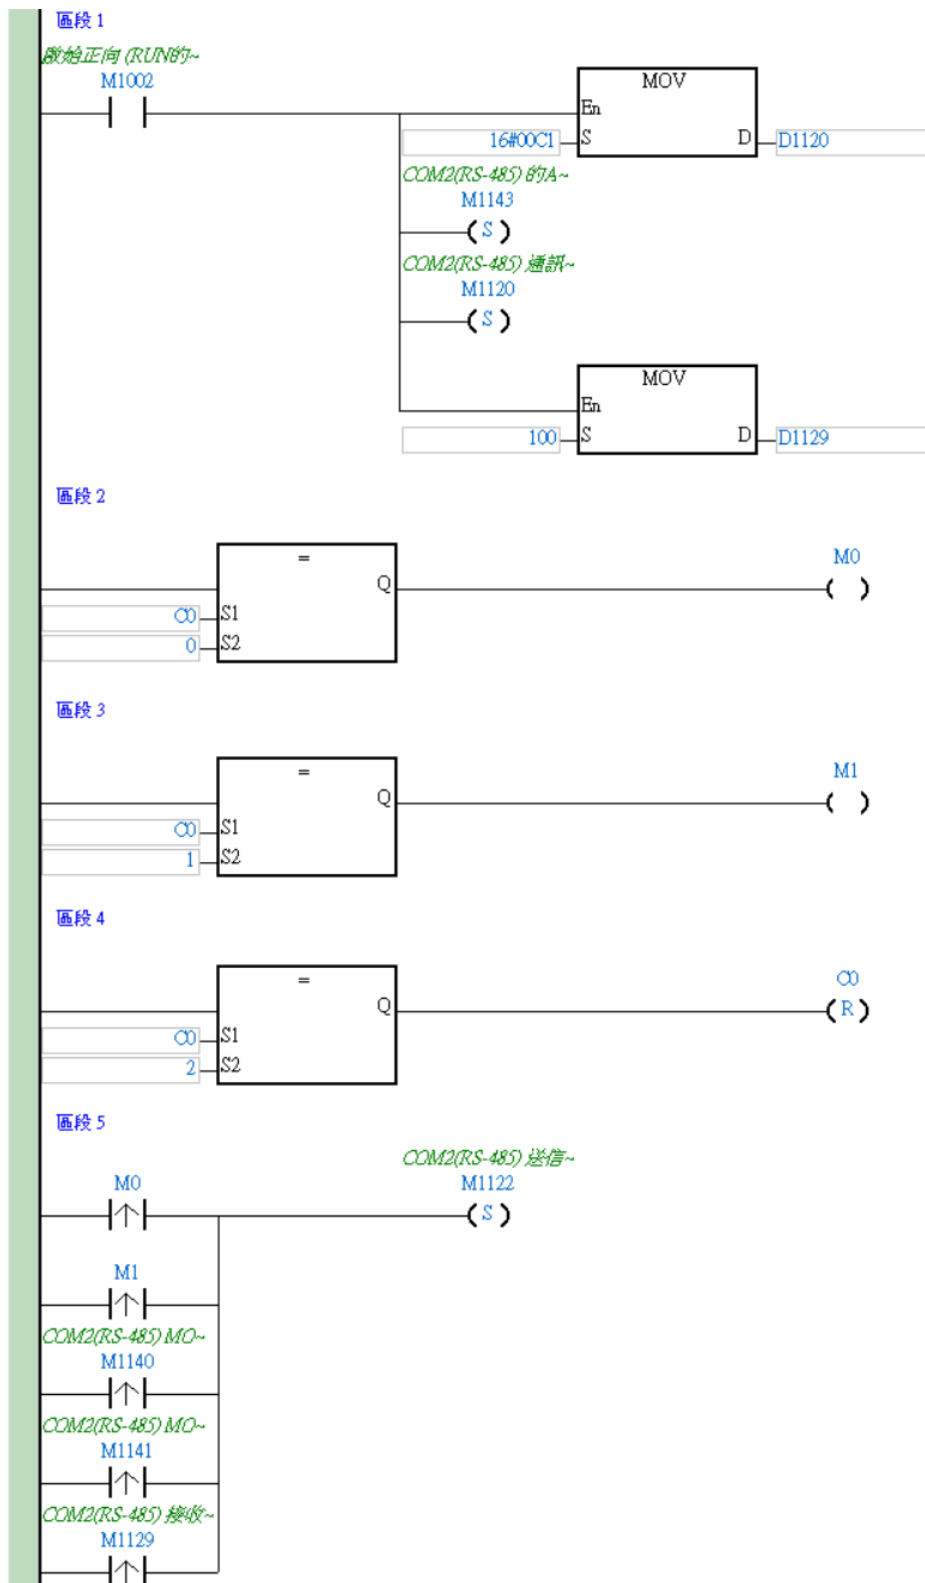 區段 1
啟始正向 (RUN的~
M1002
MOV
En
16#00C1 S D D1120
COM2(RS-485) 的A~
M1143
( S )
COM2(RS-485) 通訊~
M1120
( S )
MOV
En
100 S D D1129
區段 2
=
M0
Q
( )
C0 S1
0 S2
區段 3
=
M1
Q
( )
C0 S1
1 S2
區段 4
=
C0
Q
( R )
C0 S1
2 S2
區段 5
COM2(RS-485) 送信~
M0
M1122
( S )
M1
COM2(RS-485) MO~
M1140
COM2(RS-485) MO~
M1141
COM2(RS-485) 接收~
M1129